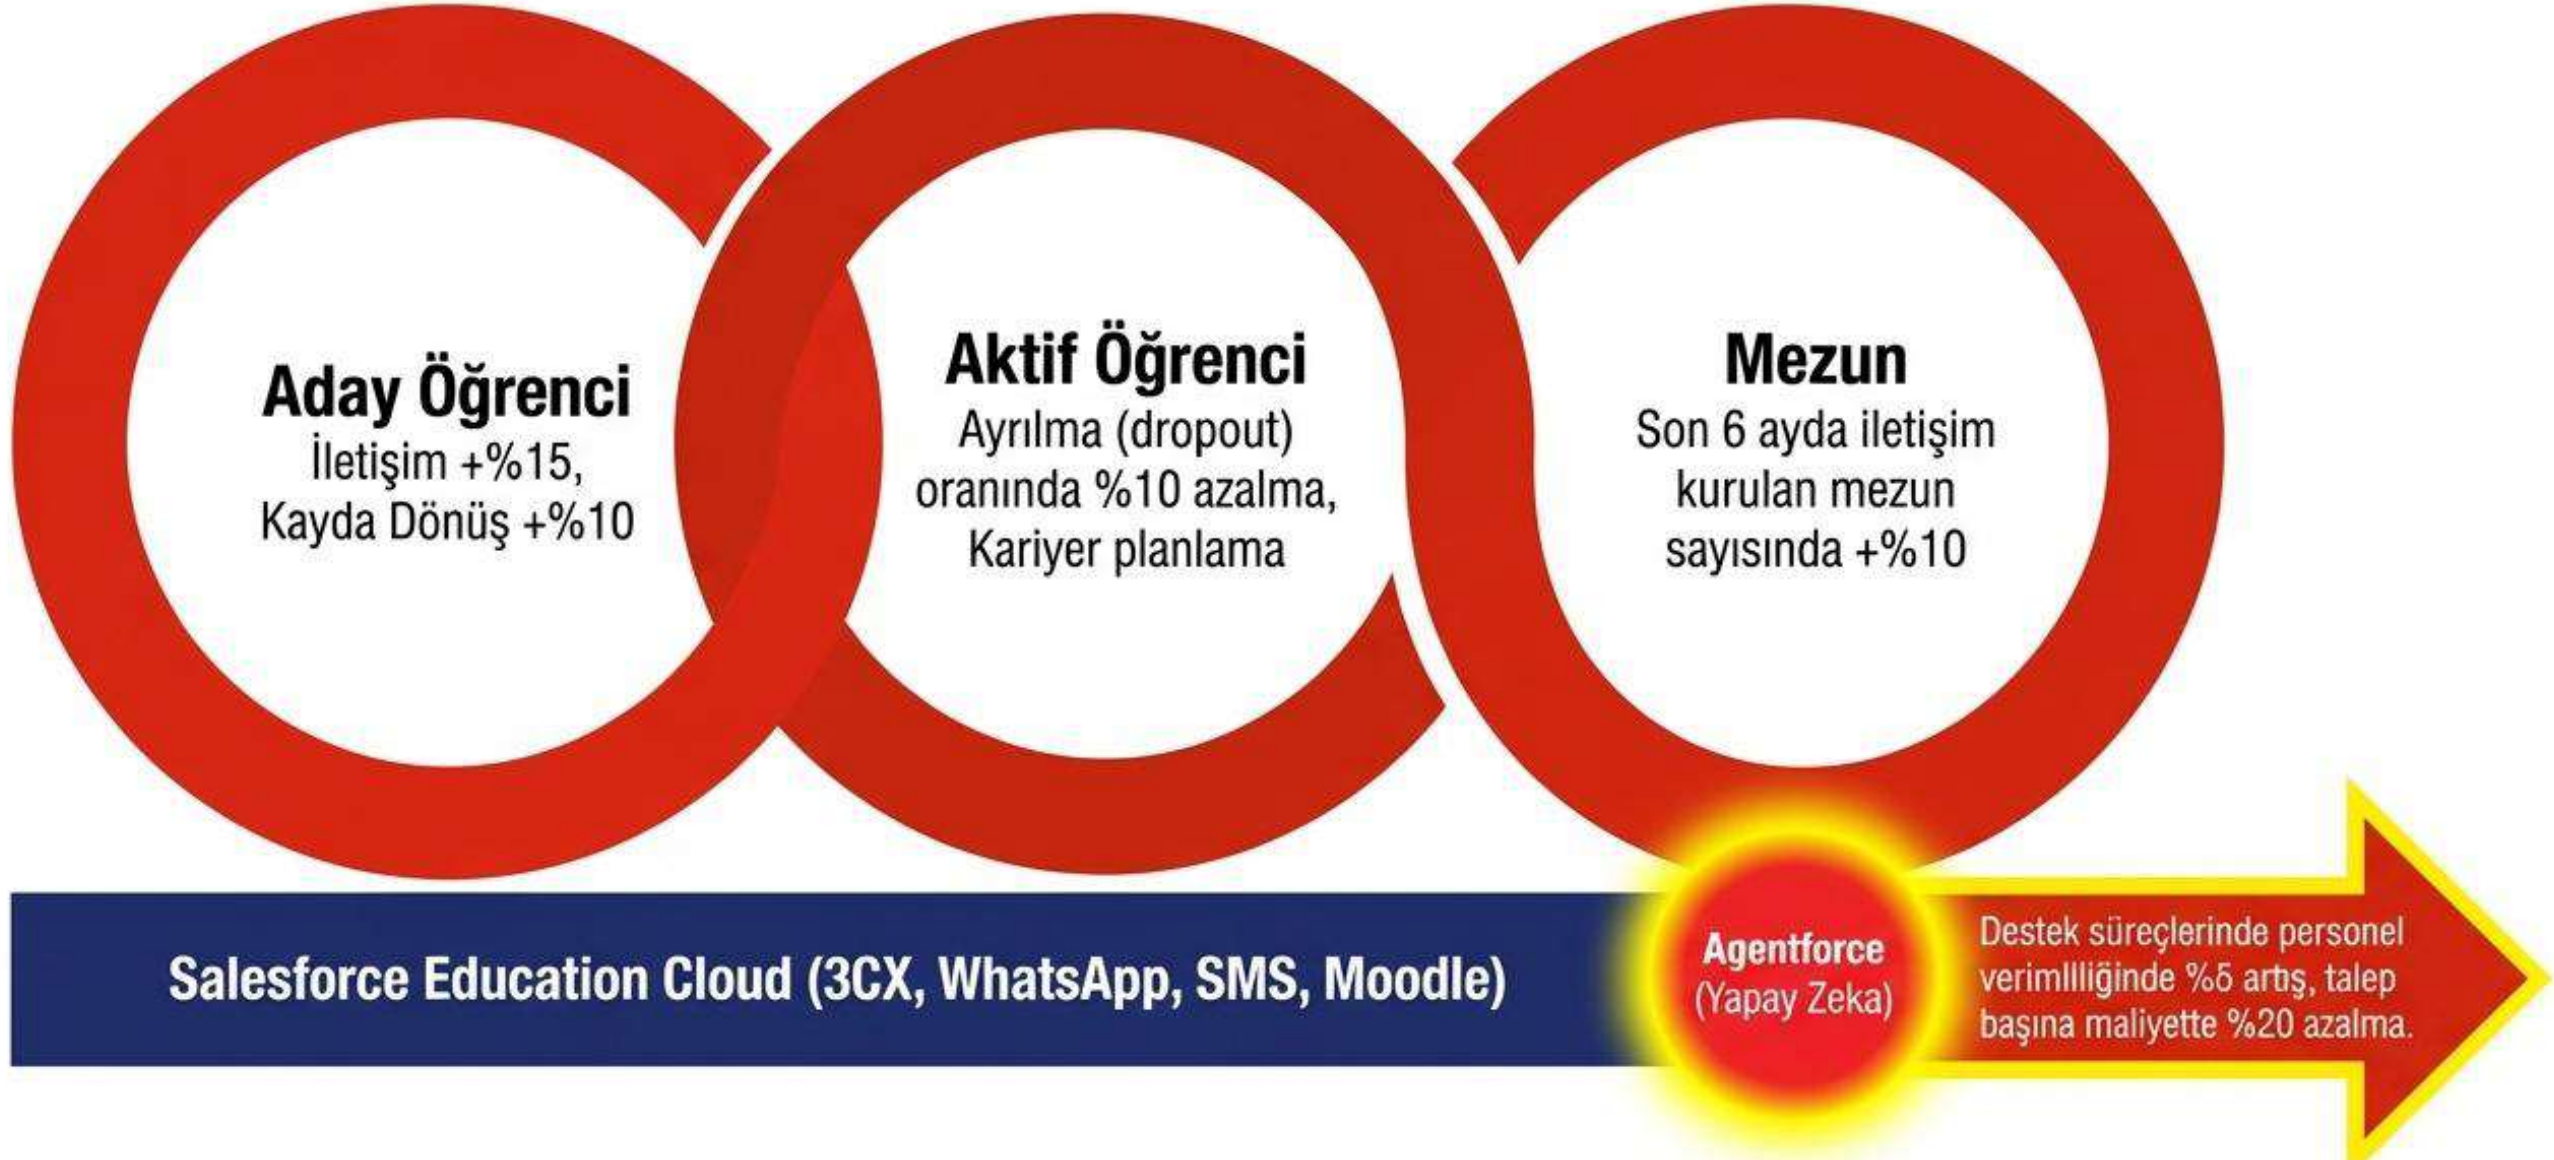 Aday Öğrenci
İletişim +%15,
Kayda Dönüş +%10
Aktif Öğrenci
Ayrılma (dropout)
oranında %10 azalma,
Kariyer planlama
Mezun
Son 6 ayda iletişim
kurulan mezun
sayısında +%10
Salesforce Education Cloud (3CX, WhatsApp, SMS, Moodle)
Agentforce
(Yapay Zeka)
Destek süreçlerinde personel
artış, talep
başına maliyette %20 azalma.